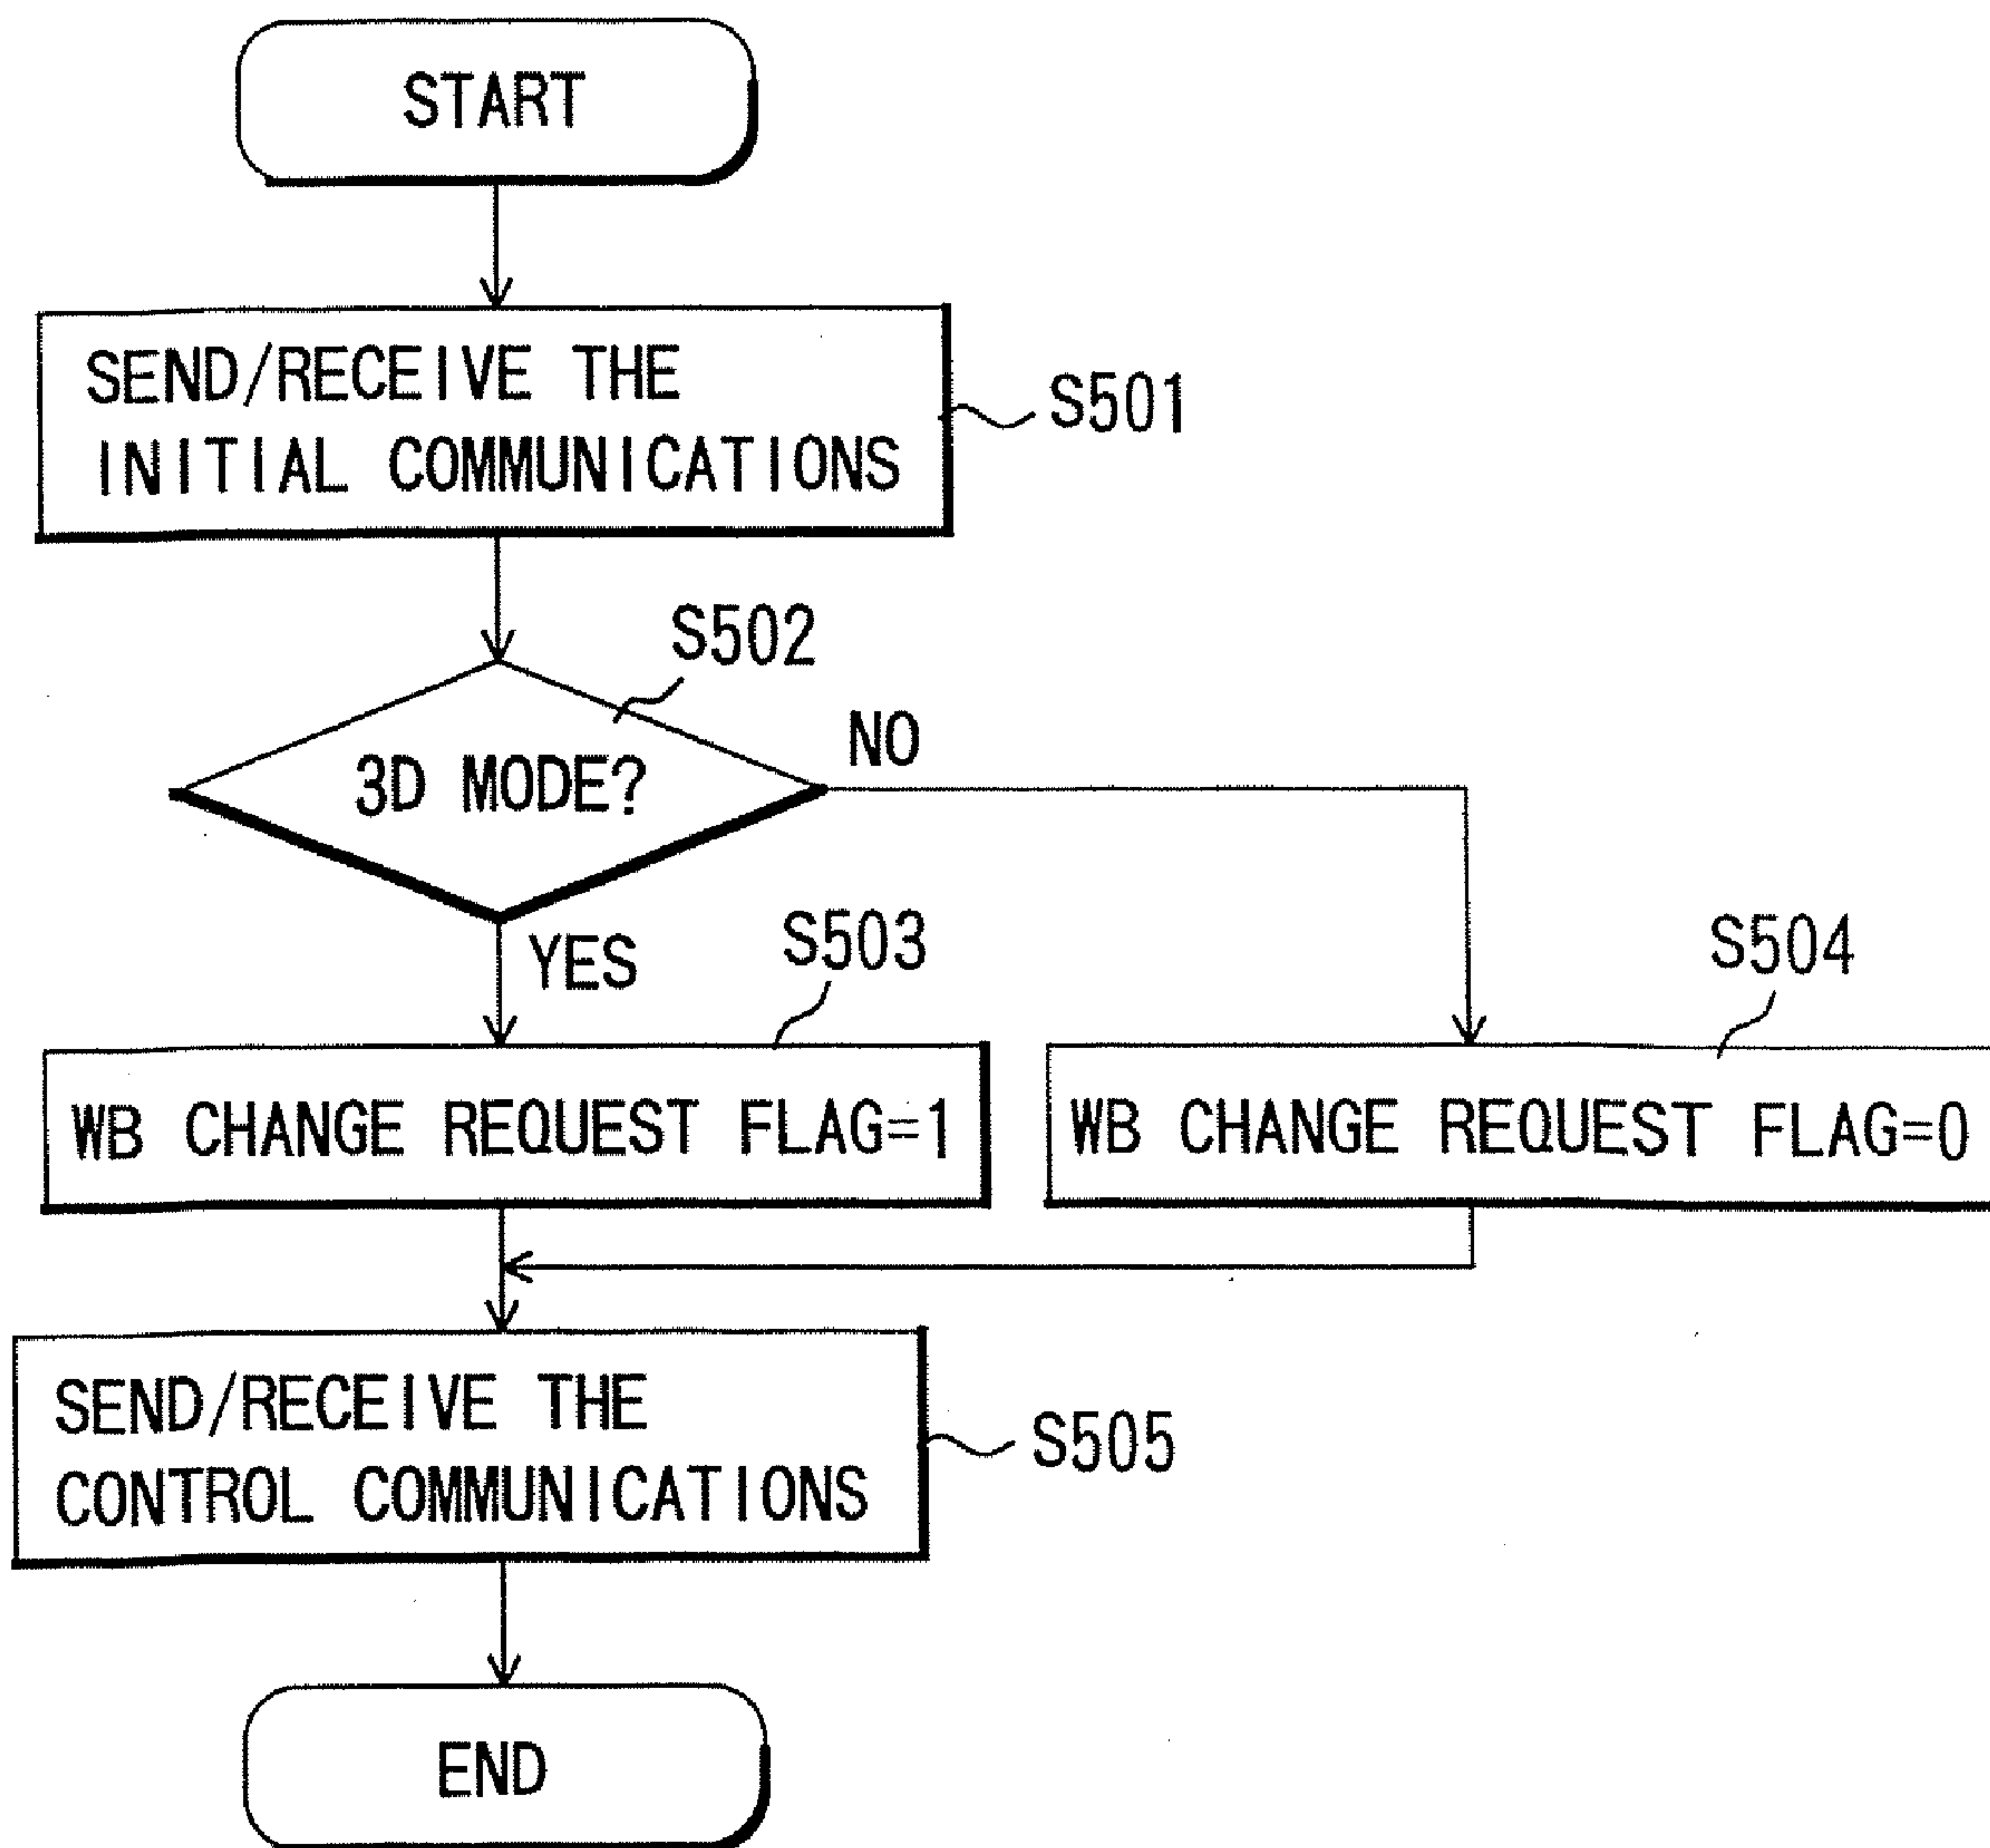 START
SEND/RECEIVE THE
INITIAL COMMUNICATIONS
S501
S502
3D MODE?
NO
YES
S503
S504
WB CHANGE REQUEST FLAG=1
WB CHANGE REQUEST FLAG=0
SEND/RECEIVE THE
CONTROL COMMUNICATIONS
S505
END